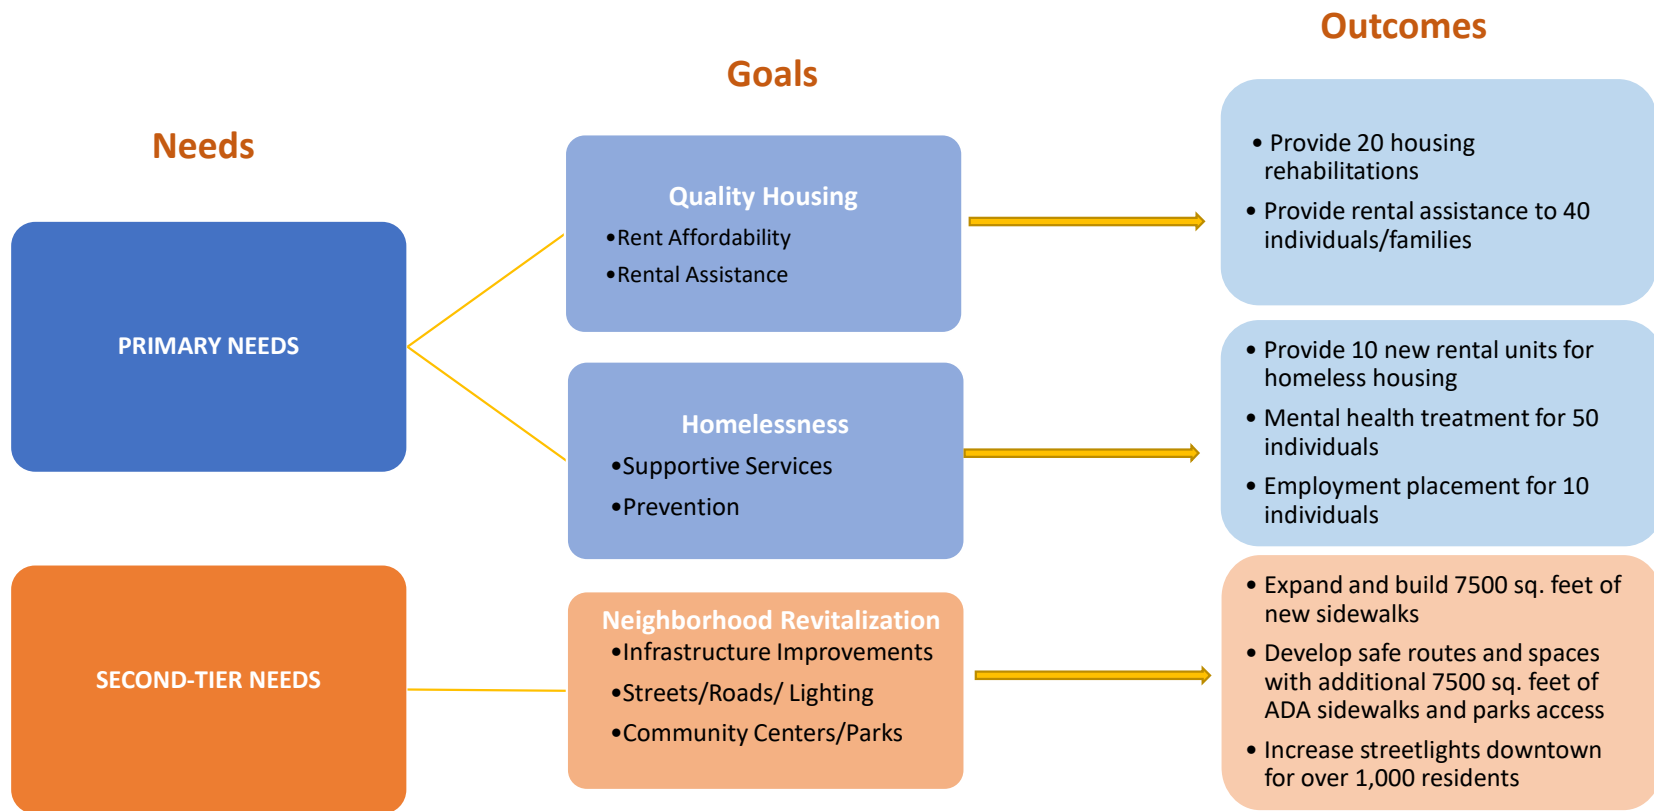 Needs
PRIMARY NEEDS
SECOND-TIER NEEDS
Goals
Quality Housing
•Rent Affordability
•Rental Assistance
Homelessness
•Supportive Services
•Prevention
Neighborhood Revitalization
•Infrastructure Improvements
•Streets/Roads/ Lighting
•Community Centers/Parks
Outcomes
• Provide 20 housing
rehabilitations
• Provide rental assistance to 40
individuals/families
• Provide 10 new rental units for
homeless housing
• Mental health treatment for 50
individuals
• Employment placement for 10
individuals
• Expand and build 7500 sq. feet of
new sidewalks
• Develop safe routes and spaces
with additional 7500 sq. feet of
ADA sidewalks and parks access
• Increase streetlights downtown
for over 1,000 residents